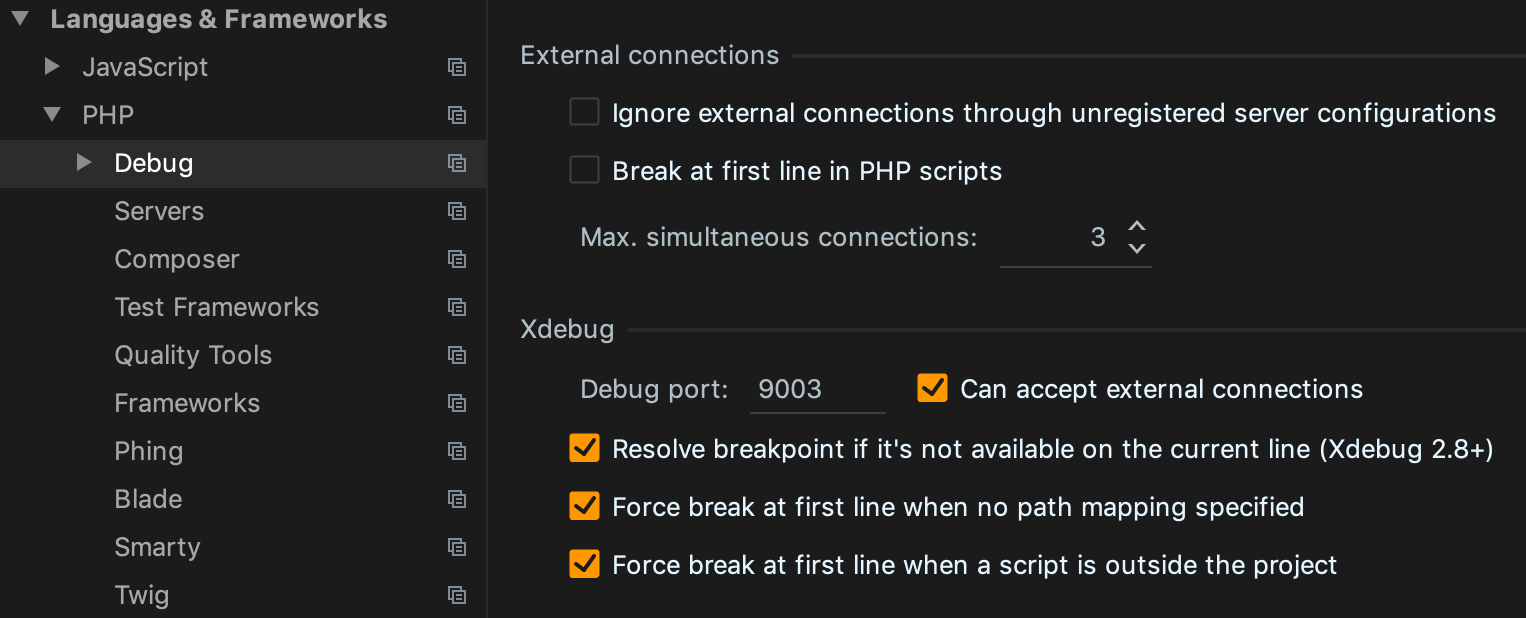 Languages & Frameworks
JavaScript
PHP
Debug
Servers
Composer
Test Frameworks
Quality Tools
Frameworks
Phing
Blade
Smarty
Twig
External connections
Ignore external connections through unregistered server configurations
Break at first line in PHP scripts
Max. simultaneous connections: 3
Xdebug
Debug port: 9003 Can accept external connections
Resolve breakpoint if it's not available on the current line (Xdebug 2.8+)
Force break at first line when no path mapping specified
Force break at first line when a script is outside the project